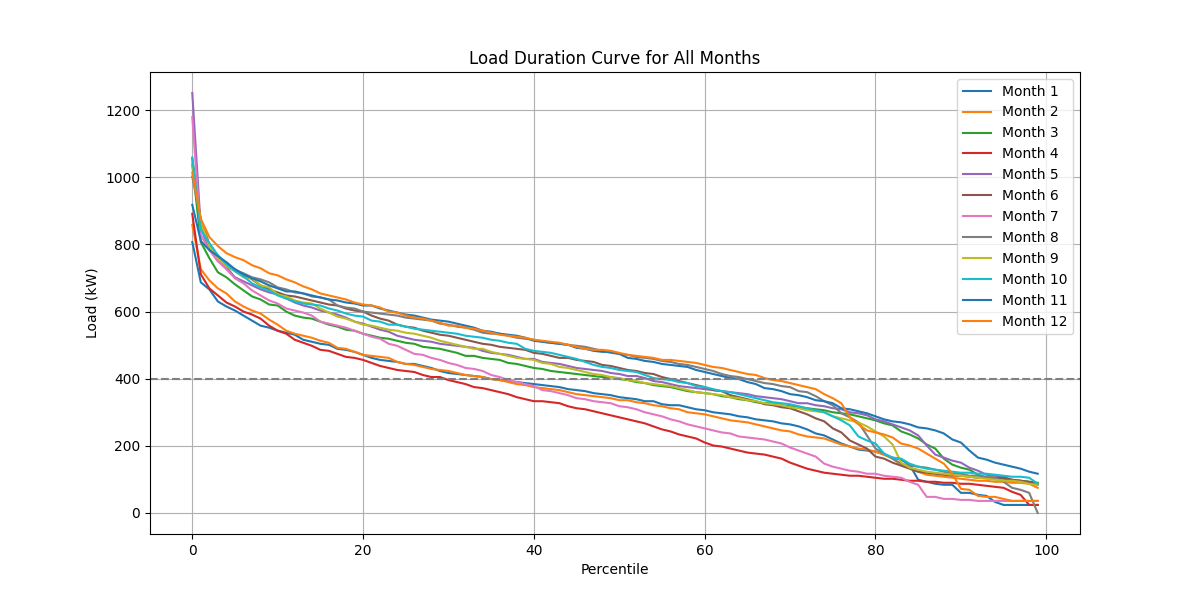 Load Duration Curve for All Months
Load (kW)
1200
1000
800
600
400
200
0
0 20 40 60 80 100
Percentile
Month 1
Month 2
Month 3
Month 4
Month 5
Month 6
Month 7
Month 8
Month 9
Month 10
Month 11
Month 12